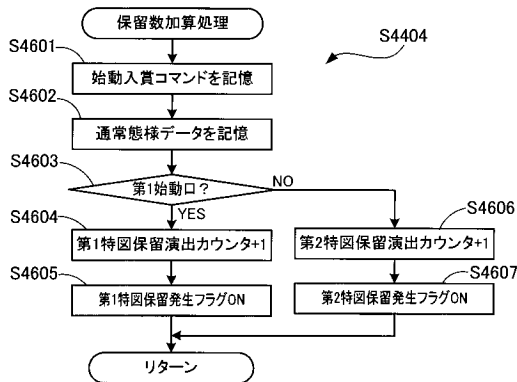 保留数加算処理
S4404
S4601
始動入賞コマンドを記憶
S4602
通常態様データを記憶
S4603
第1始動口?
NO
YES
S4604
第1特図保留演出カウンタ+1
S4606
第2特図保留演出カウンタ+1
S4605
第1特図保留発生フラグON
S4607
第2特図保留発生フラグON
リターン